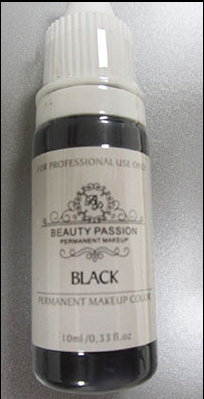 FOR PROFESSIONAL USE ONLY
BEAUTY PASSION
PERMANENT MAKEUP
BLACK
PERMANENT MAKEUP COLOR
10ml/0.33 fl.oz